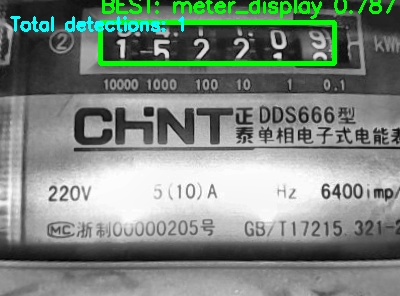 BEST: meter_display 0.787
Total detections: 1
② 1 5 2 2 0 9 kWh
10000 1000 100 10 1 0.1
CHNT 正泰 DDS666型
单相电子式电能表
220V 5(10)A Hz 6400imp/
MC 浙制00000205号 GB/T17215.321-2